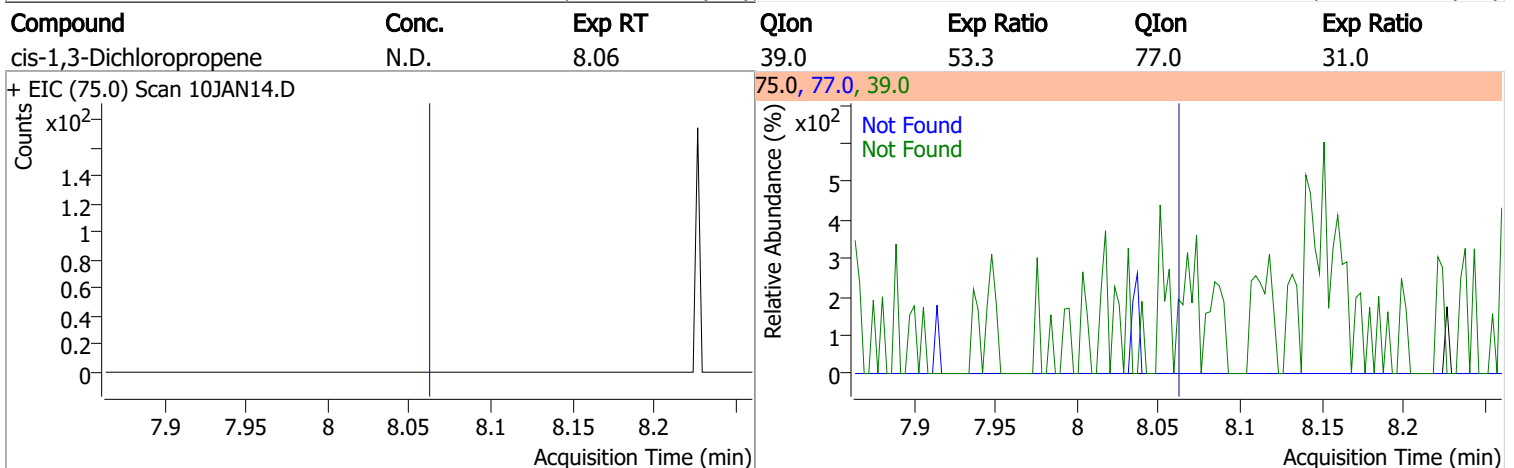 Compound Conc. Exp RT QIon Exp Ratio QIon Exp Ratio
cis-1,3-Dichloropropene N.D. 8.06 39.0 53.3 77.0 31.0
+ EIC (75.0) Scan 10JAN14.D
Counts
x10²
1.4
1.2
1
0.8
0.6
0.4
0.2
0
7.9 7.95 8 8.05 8.1 8.15 8.2
Acquisition Time (min)
75.0, 77.0, 39.0
Relative Abundance (%)
x10²
Not Found
Not Found
5
4
3
2
1
0
7.9 7.95 8 8.05 8.1 8.15 8.2
Acquisition Time (min)